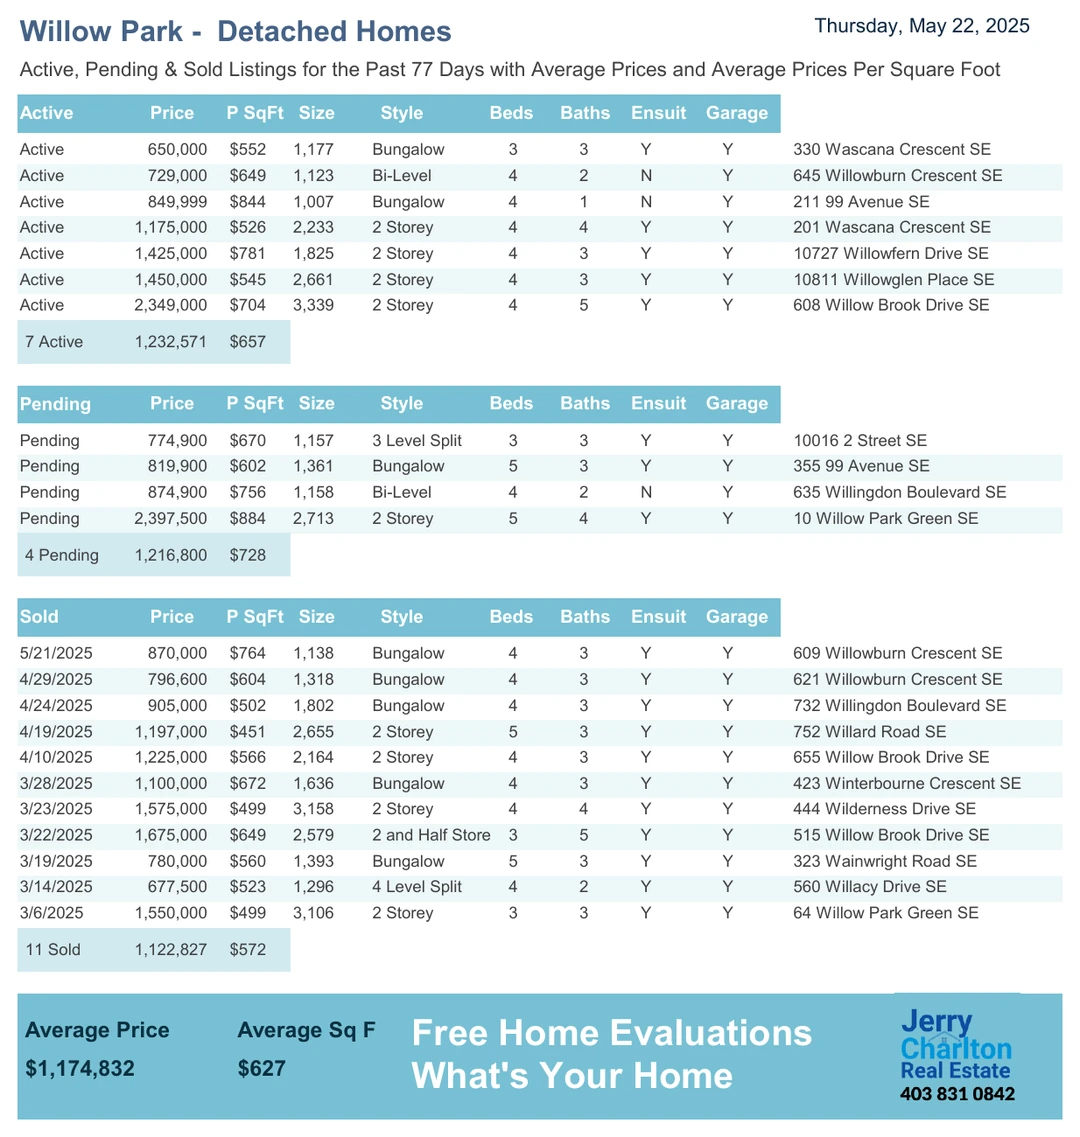 Willow Park - Detached Homes
Thursday, May 22, 2025
Active, Pending & Sold Listings for the Past 77 Days with Average Prices and Average Prices Per Square Foot
Active Price P SqFt Size Style Beds Baths Ensuit Garage
Active 650,000 $552 1,177 Bungalow 3 3 Y Y 330 Wascana Crescent SE
Active 729,000 $649 1,123 Bi-Level 4 2 N Y 645 Willowburn Crescent SE
Active 849,999 $844 1,007 Bungalow 4 1 N Y 211 99 Avenue SE
Active 1,175,000 $526 2,233 2 Storey 4 4 Y Y 201 Wascana Crescent SE
Active 1,425,000 $781 1,825 2 Storey 4 3 Y Y 10727 Willowfern Drive SE
Active 1,450,000 $545 2,661 2 Storey 4 3 Y Y 10811 Willowglen Place SE
Active 2,349,000 $704 3,339 2 Storey 4 5 Y Y 608 Willow Brook Drive SE
7 Active 1,232,571 $657
Pending Price P SqFt Size Style Beds Baths Ensuit Garage
Pending 774,900 $670 1,157 3 Level Split 3 3 Y Y 10016 2 Street SE
Pending 819,900 $602 1,361 Bungalow 5 3 Y Y 355 99 Avenue SE
Pending 874,900 $756 1,158 Bi-Level 4 2 N Y 635 Willingdon Boulevard SE
Pending 2,397,500 $884 2,713 2 Storey 5 4 Y Y 10 Willow Park Green SE
4 Pending 1,216,800 $728
Sold Price P SqFt Size Style Beds Baths Ensuit Garage
5/21/2025 870,000 $764 1,138 Bungalow 4 3 Y Y 609 Willowburn Crescent SE
4/29/2025 796,600 $604 1,318 Bungalow 4 3 Y Y 621 Willowburn Crescent SE
4/24/2025 905,000 $502 1,802 Bungalow 4 3 Y Y 732 Willingdon Boulevard SE
4/19/2025 1,197,000 $451 2,655 2 Storey 5 3 Y Y 752 Willard Road SE
4/10/2025 1,225,000 $566 2,164 2 Storey 4 3 Y Y 655 Willow Brook Drive SE
3/28/2025 1,100,000 $672 1,636 Bungalow 4 3 Y Y 423 Winterbourne Crescent SE
3/23/2025 1,575,000 $499 3,158 2 Storey 4 4 Y Y 444 Wilderness Drive SE
3/22/2025 1,675,000 $649 2,579 2 and Half Store 3 5 Y Y 515 Willow Brook Drive SE
3/19/2025 780,000 $560 1,393 Bungalow 5 3 Y Y 323 Wainwright Road SE
3/14/2025 677,500 $523 1,296 4 Level Split 4 2 Y Y 560 Willacy Drive SE
3/6/2025 1,550,000 $499 3,106 2 Storey 3 3 Y Y 64 Willow Park Green SE
11 Sold 1,122,827 $572
Average Price Average Sq F
$1,174,832 $627
Free Home Evaluations
What's Your Home
Jerry
Charlton
Real Estate
403 831 0842